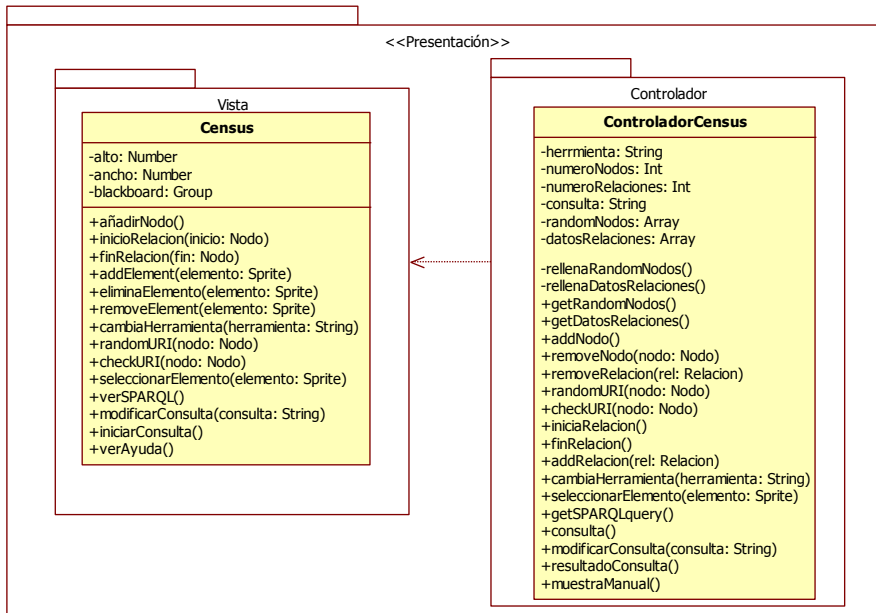 <<Presentación>>
Vista
Census
-alto: Number
-ancho: Number
-blackboard: Group
+añadirNodo()
+inicioRelacion(inicio: Nodo)
+finRelacion(fin: Nodo)
+addElement(elemento: Sprite)
+eliminaElemento(elemento: Sprite)
+removeElement(elemento: Sprite)
+cambiaHerramienta(herramienta: String)
+randomURI(nodo: Nodo)
+checkURI(nodo: Nodo)
+seleccionarElemento(elemento: Sprite)
+verSPARQL()
+modificarConsulta(consulta: String)
+iniciarConsulta()
+verAyuda()
Controlador
ControladorCensus
-herrmienta: String
-numeroNodos: Int
-numeroRelaciones: Int
-consulta: String
-randomNodos: Array
-datosRelaciones: Array
-rellenaRandomNodos()
-rellenaDatosRelaciones()
+getRandomNodos()
+getDatosRelaciones()
+addNodo()
+removeNodo(nodo: Nodo)
+removeRelacion(rel: Relacion)
+randomURI(nodo: Nodo)
+checkURI(nodo: Nodo)
+iniciaRelacion()
+finRelacion()
+addRelacion(rel: Relacion)
+cambiaHerramienta(herramienta: String)
+seleccionarElemento(elemento: Sprite)
+getSPARQLquery()
+consulta()
+modificarConsulta(consulta: String)
+resultadoConsulta()
+muestraManual()